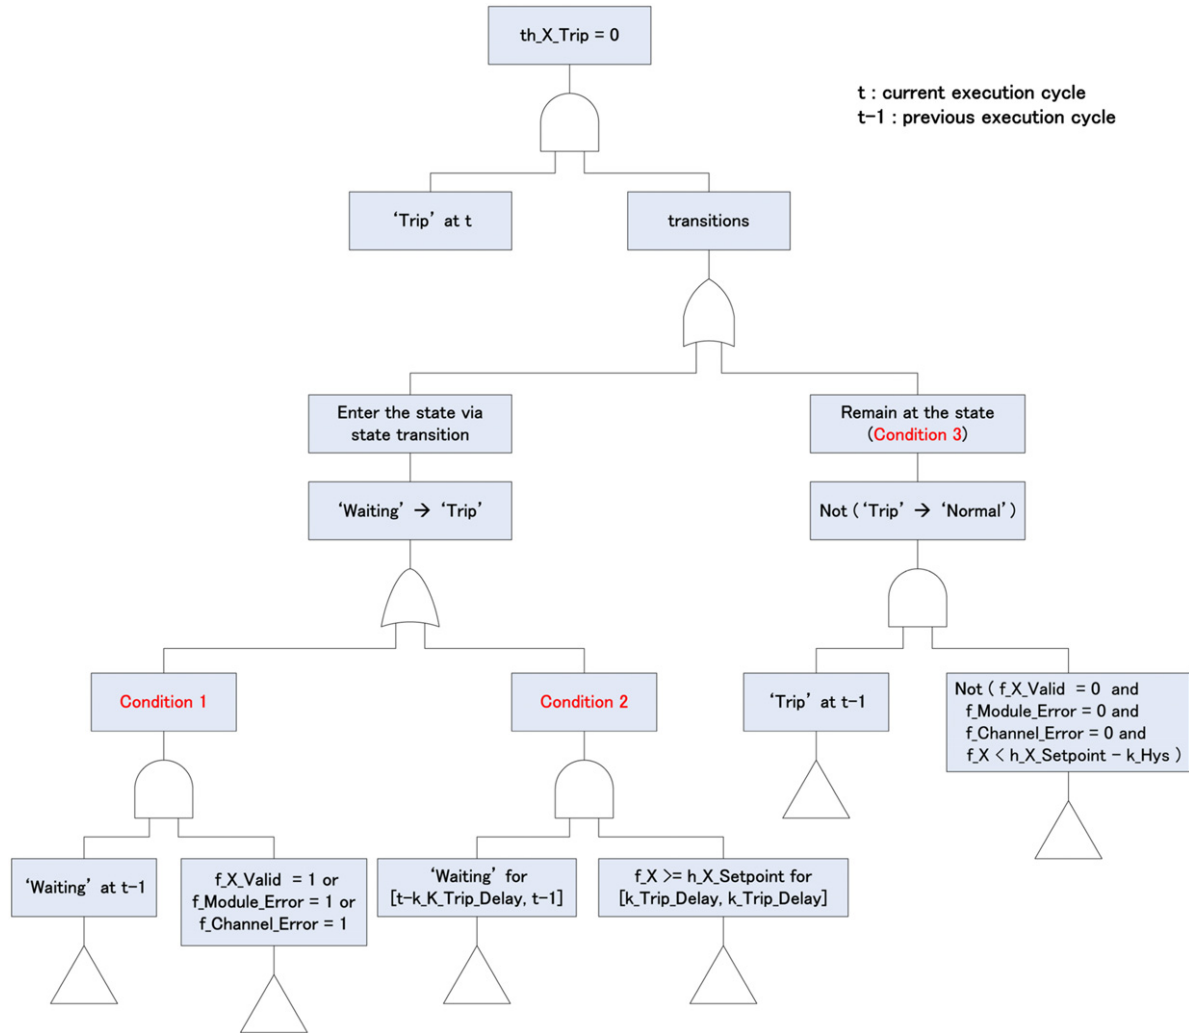 th_X_Trip = 0
t : current execution cycle
t-1 : previous execution cycle
‘Trip’ at t
transitions
Enter the state via
state transition
Remain at the state
(Condition 3)
‘Waiting’ → ‘Trip’
Not ( ‘Trip’ → ‘Normal’ )
Condition 1
Condition 2
‘Trip’ at t-1
Not ( f_X_Valid = 0 and
f_Module_Error = 0 and
f_Channel_Error = 0 and
f_X < h_X_Setpoint - k_Hys )
‘Waiting’ at t-1
f_X_Valid = 1 or
f_Module_Error = 1 or
f_Channel_Error = 1
‘Waiting’ for
[t-k_K_Trip_Delay, t-1]
f_X >= h_X_Setpoint for
[k_Trip_Delay, k_Trip_Delay]